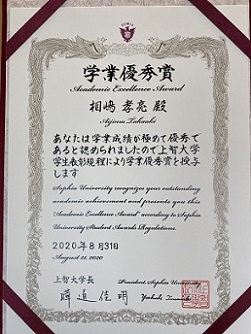 学業優秀賞
Academic Excellence Award
相嶋 孝亮 殿
Aijima Takaaki
あなたは学業成績が極めて優秀で
あると認められましたので上智大学
学生表彰規程により学業優秀賞を授与
します
Sophia University recognizes your outstanding
academic achievement and presents you this
"Academic Excellence Award" according to Sophia
University Student Awards Regulations.
2020年8月31日
August 31, 2020
上智大学長
President, Sophia University
曄道 佳明